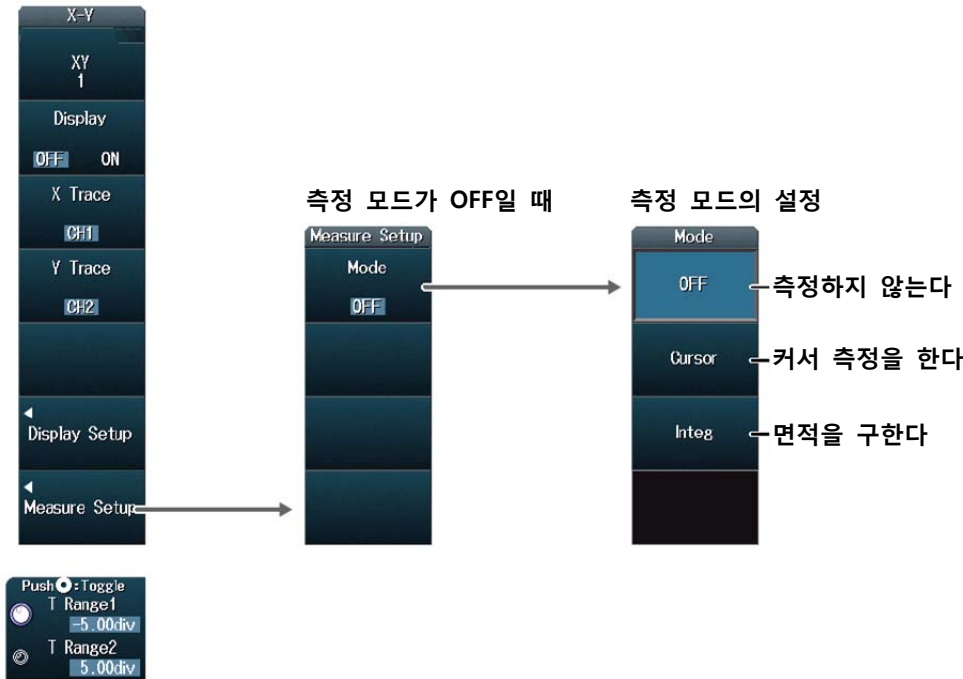 X-Y
XY
1
Display
OFF ON
X Trace
CH1
Y Trace
CH2
Display Setup
Measure Setup
Push :Toggle
T Range1
-5.00div
T Range2
5.00div
측정 모드가 OFF일 때
Measure Setup
Mode
OFF
측정 모드의 설정
Mode
OFF
측정하지 않는다
Cursor
커서 측정을 한다
Integ
면적을 구한다